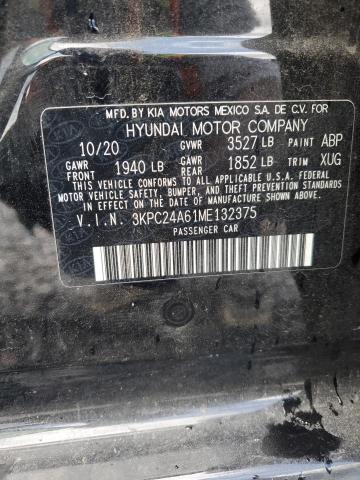 MFD. BY KIA MOTORS MEXICO S.A. DE C.V. FOR
HYUNDAI MOTOR COMPANY
10/20 GVWR 3527 LB PAINT ABP
GAWR FRONT 1940 LB GAWR REAR 1852 LB TRIM XUG
THIS VEHICLE CONFORMS TO ALL APPLICABLE U.S.A. FEDERAL
MOTOR VEHICLE SAFETY, BUMPER, AND THEFT PREVENTION
STANDARDS IN EFFECT ON THE DATE OF MANUFACTURE SHOWN ABOVE.
V.I.N. 3KPC24A61ME132375
PASSENGER CAR